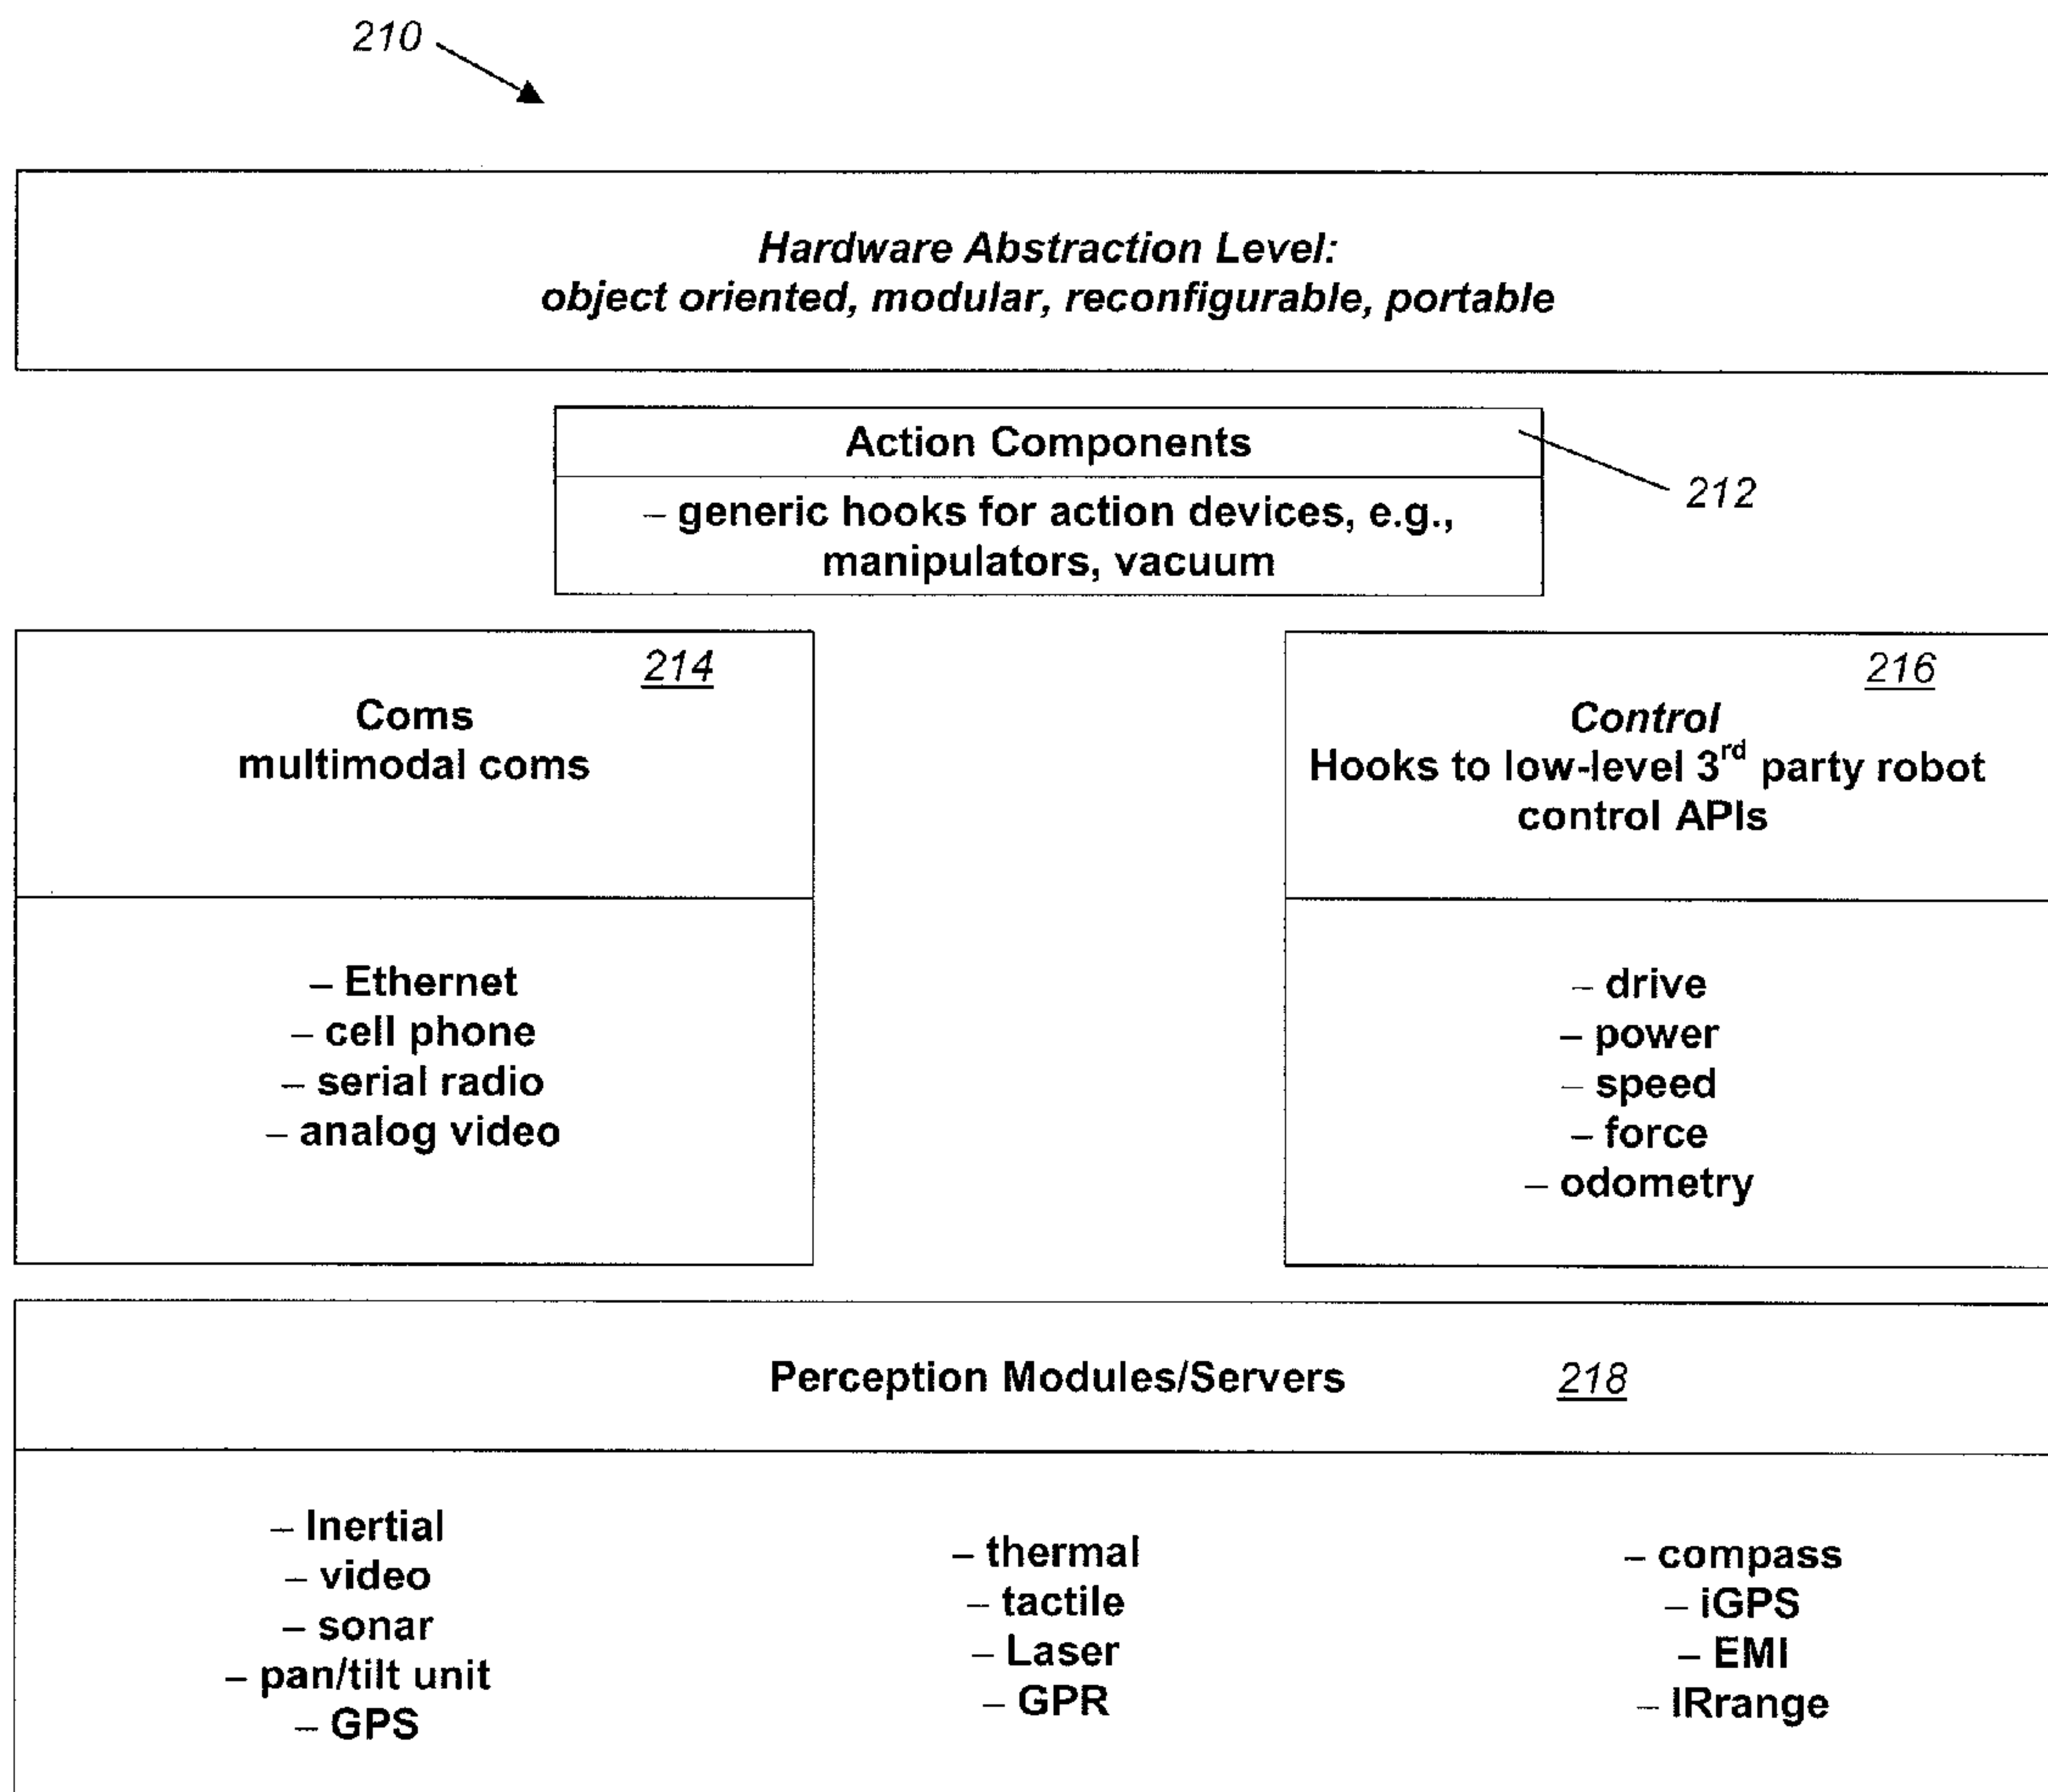 210
Hardware Abstraction Level:
object oriented, modular, reconfigurable, portable
Action Components
– generic hooks for action devices, e.g.,
manipulators, vacuum
212
214
Coms
multimodal coms
– Ethernet
– cell phone
– serial radio
– analog video
216
Control
Hooks to low-level 3rd party robot
control APIs
– drive
– power
– speed
– force
– odometry
Perception Modules/Servers 218
– Inertial
– video
– sonar
– pan/tilt unit
– GPS
– thermal
– tactile
– Laser
– GPR
– compass
– iGPS
– EMI
– IRrange